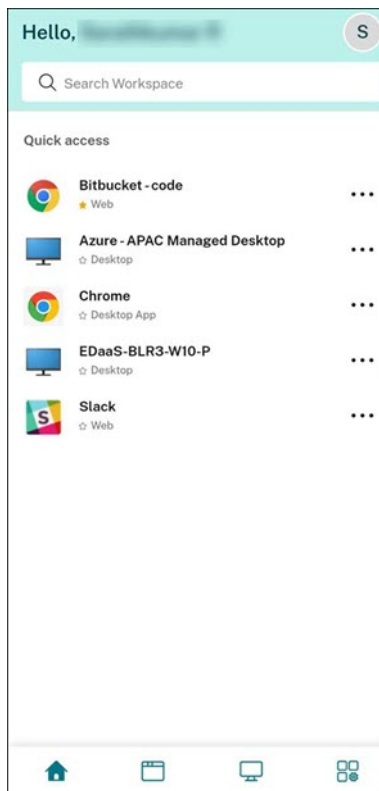 Hello,
S
Search Workspace
Quick access
Bitbucket - code
Web
Azure - APAC Managed Desktop
Desktop
Chrome
Desktop App
EDaaS-BLR3-W10-P
Desktop
S
Slack
Web